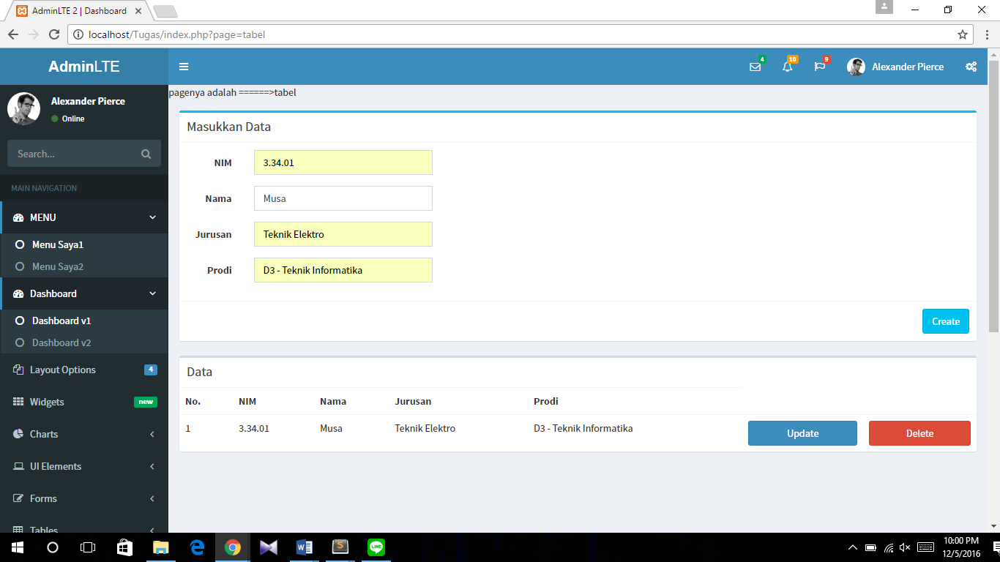 AdminLTE 2 | Dashboard
localhost/Tugas/index.php?page=tabel
AdminLTE
4
10
9
Alexander Pierce
Alexander Pierce
Online
Search...
MAIN NAVIGATION
MENU
Menu Saya1
Menu Saya2
Dashboard
Dashboard v1
Dashboard v2
Layout Options 4
Widgets new
Charts
UI Elements
Forms
Tables
pagenya adalah ======>tabel
Masukkan Data
NIM 3.34.01
Nama Musa
Jurusan Teknik Elektro
Prodi D3 - Teknik Informatika
Create
Data
No. NIM Nama Jurusan Prodi
1 3.34.01 Musa Teknik Elektro D3 - Teknik Informatika Update Delete
LINE
10:00 PM
12/5/2016